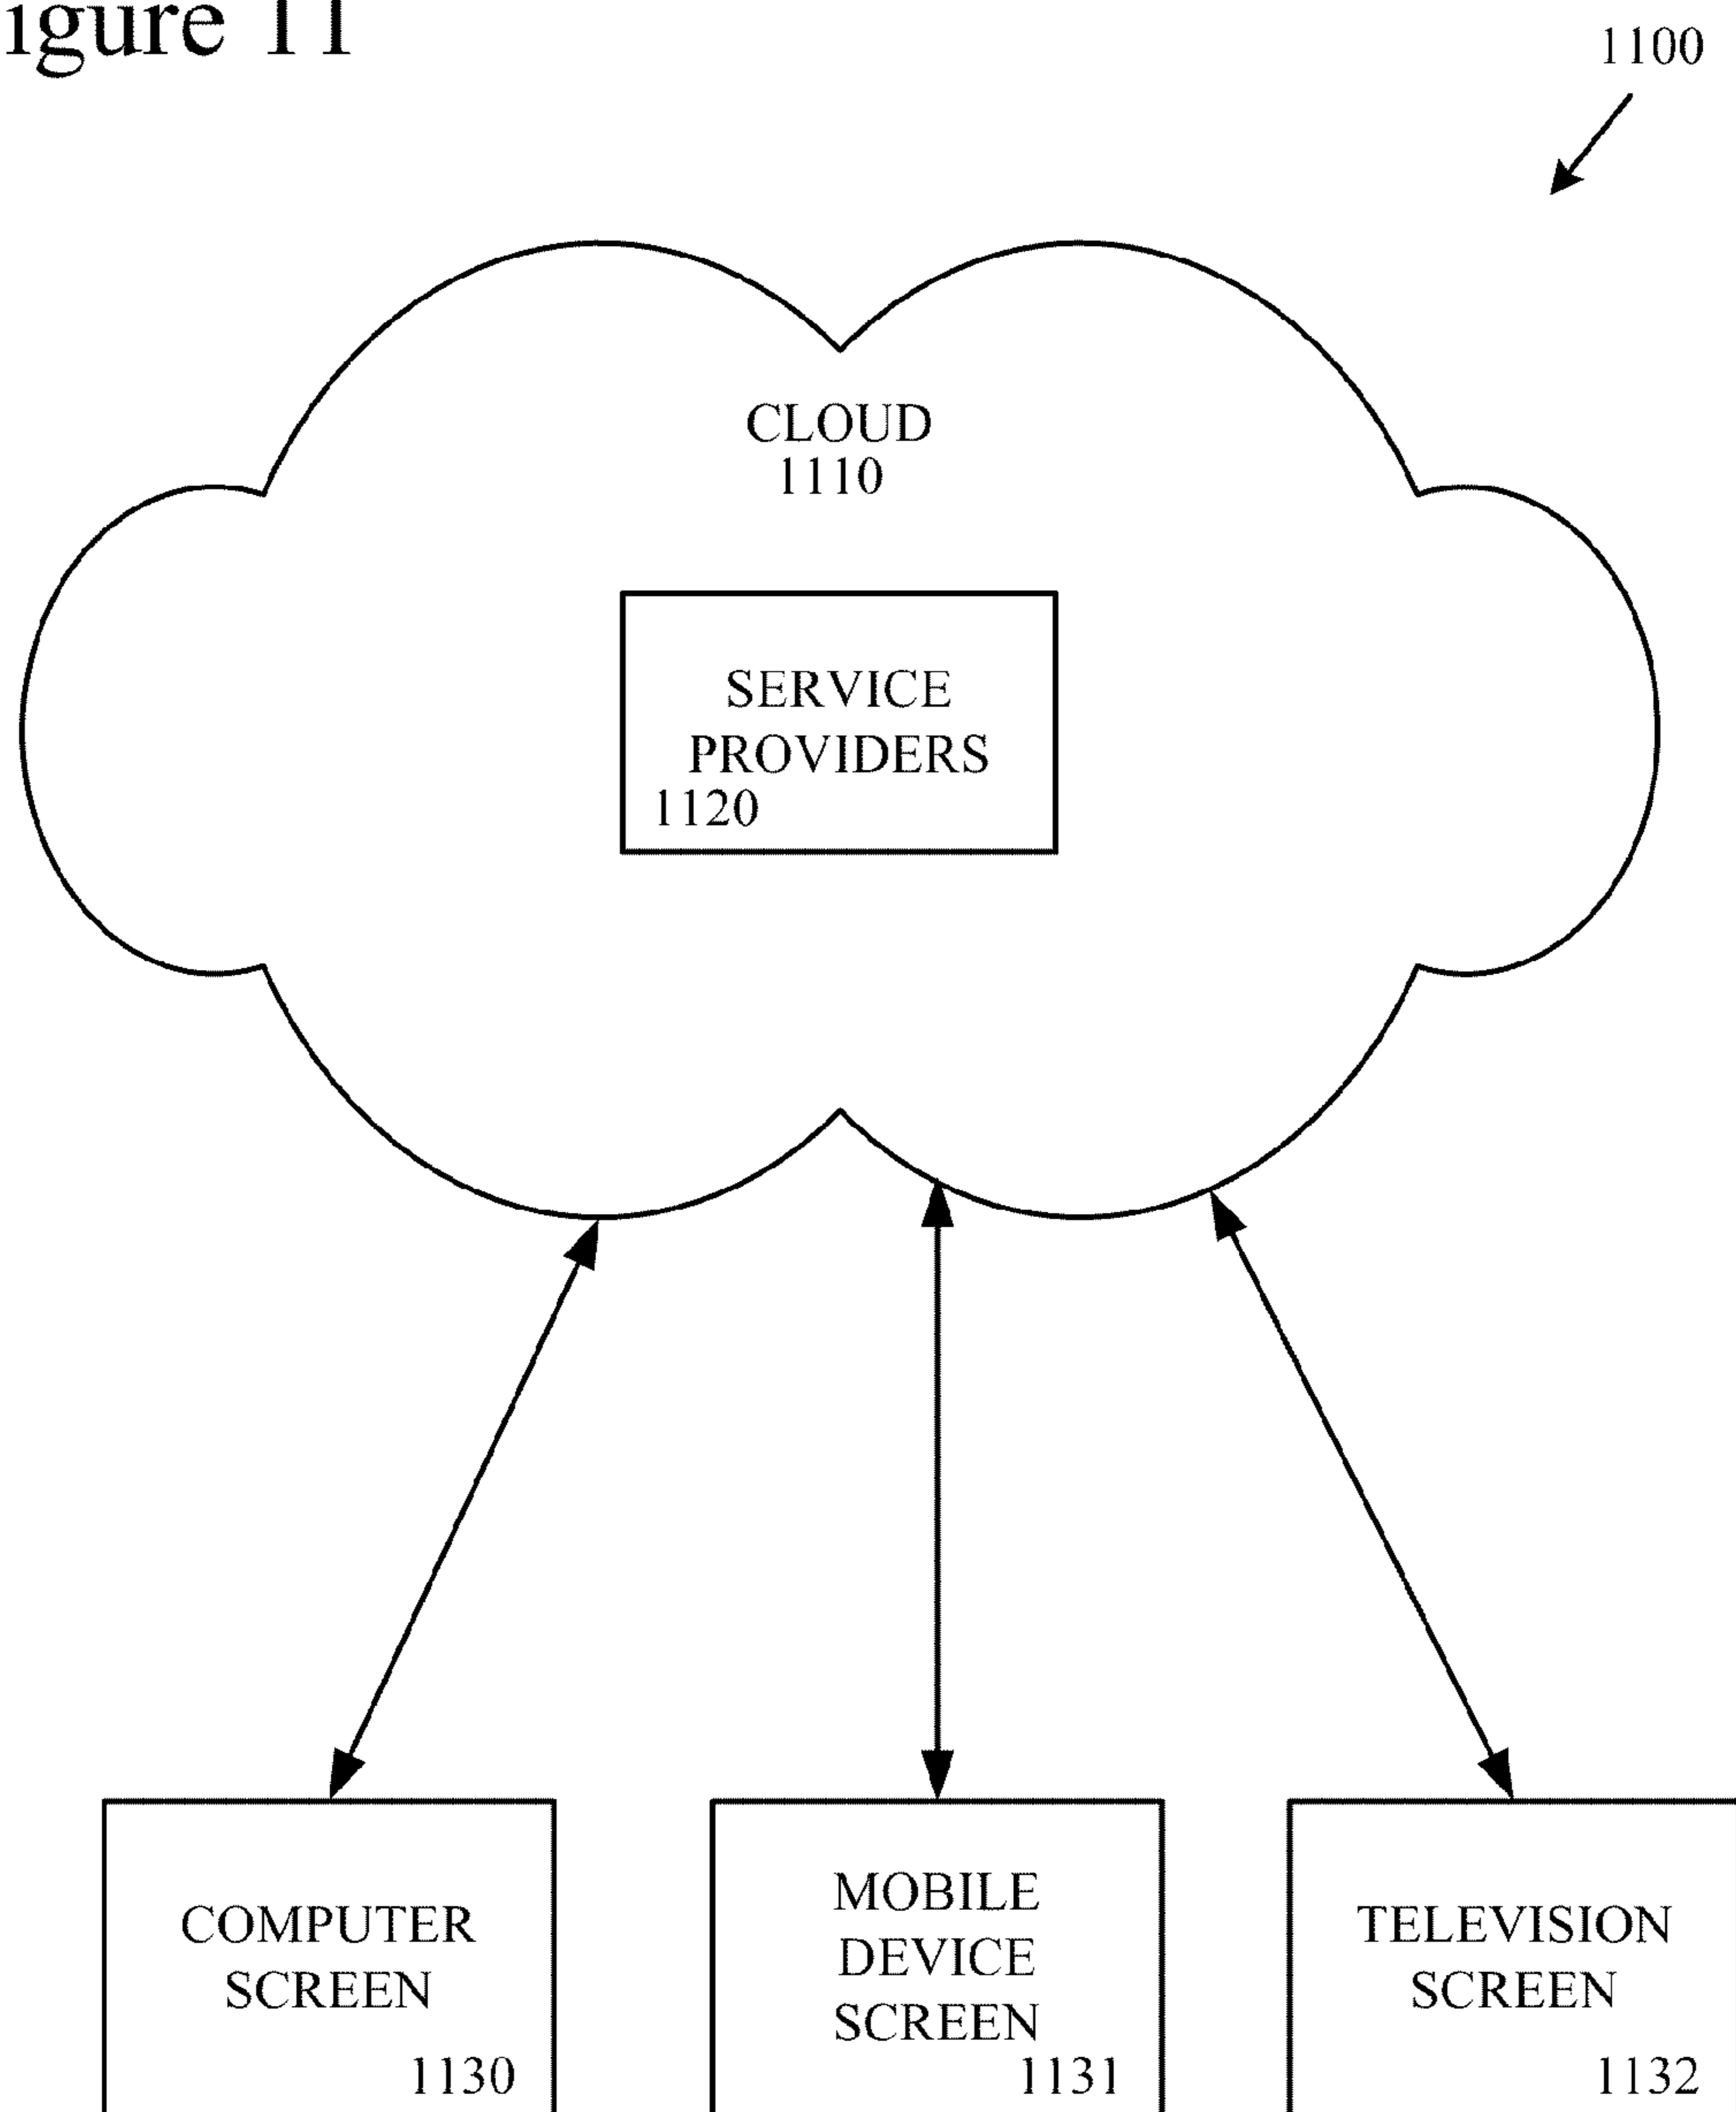 igure 11
1100
CLOUD
1110
SERVICE
PROVIDERS
1120
COMPUTER
SCREEN
1130
MOBILE
DEVICE
SCREEN
1131
TELEVISION
SCREEN
1132